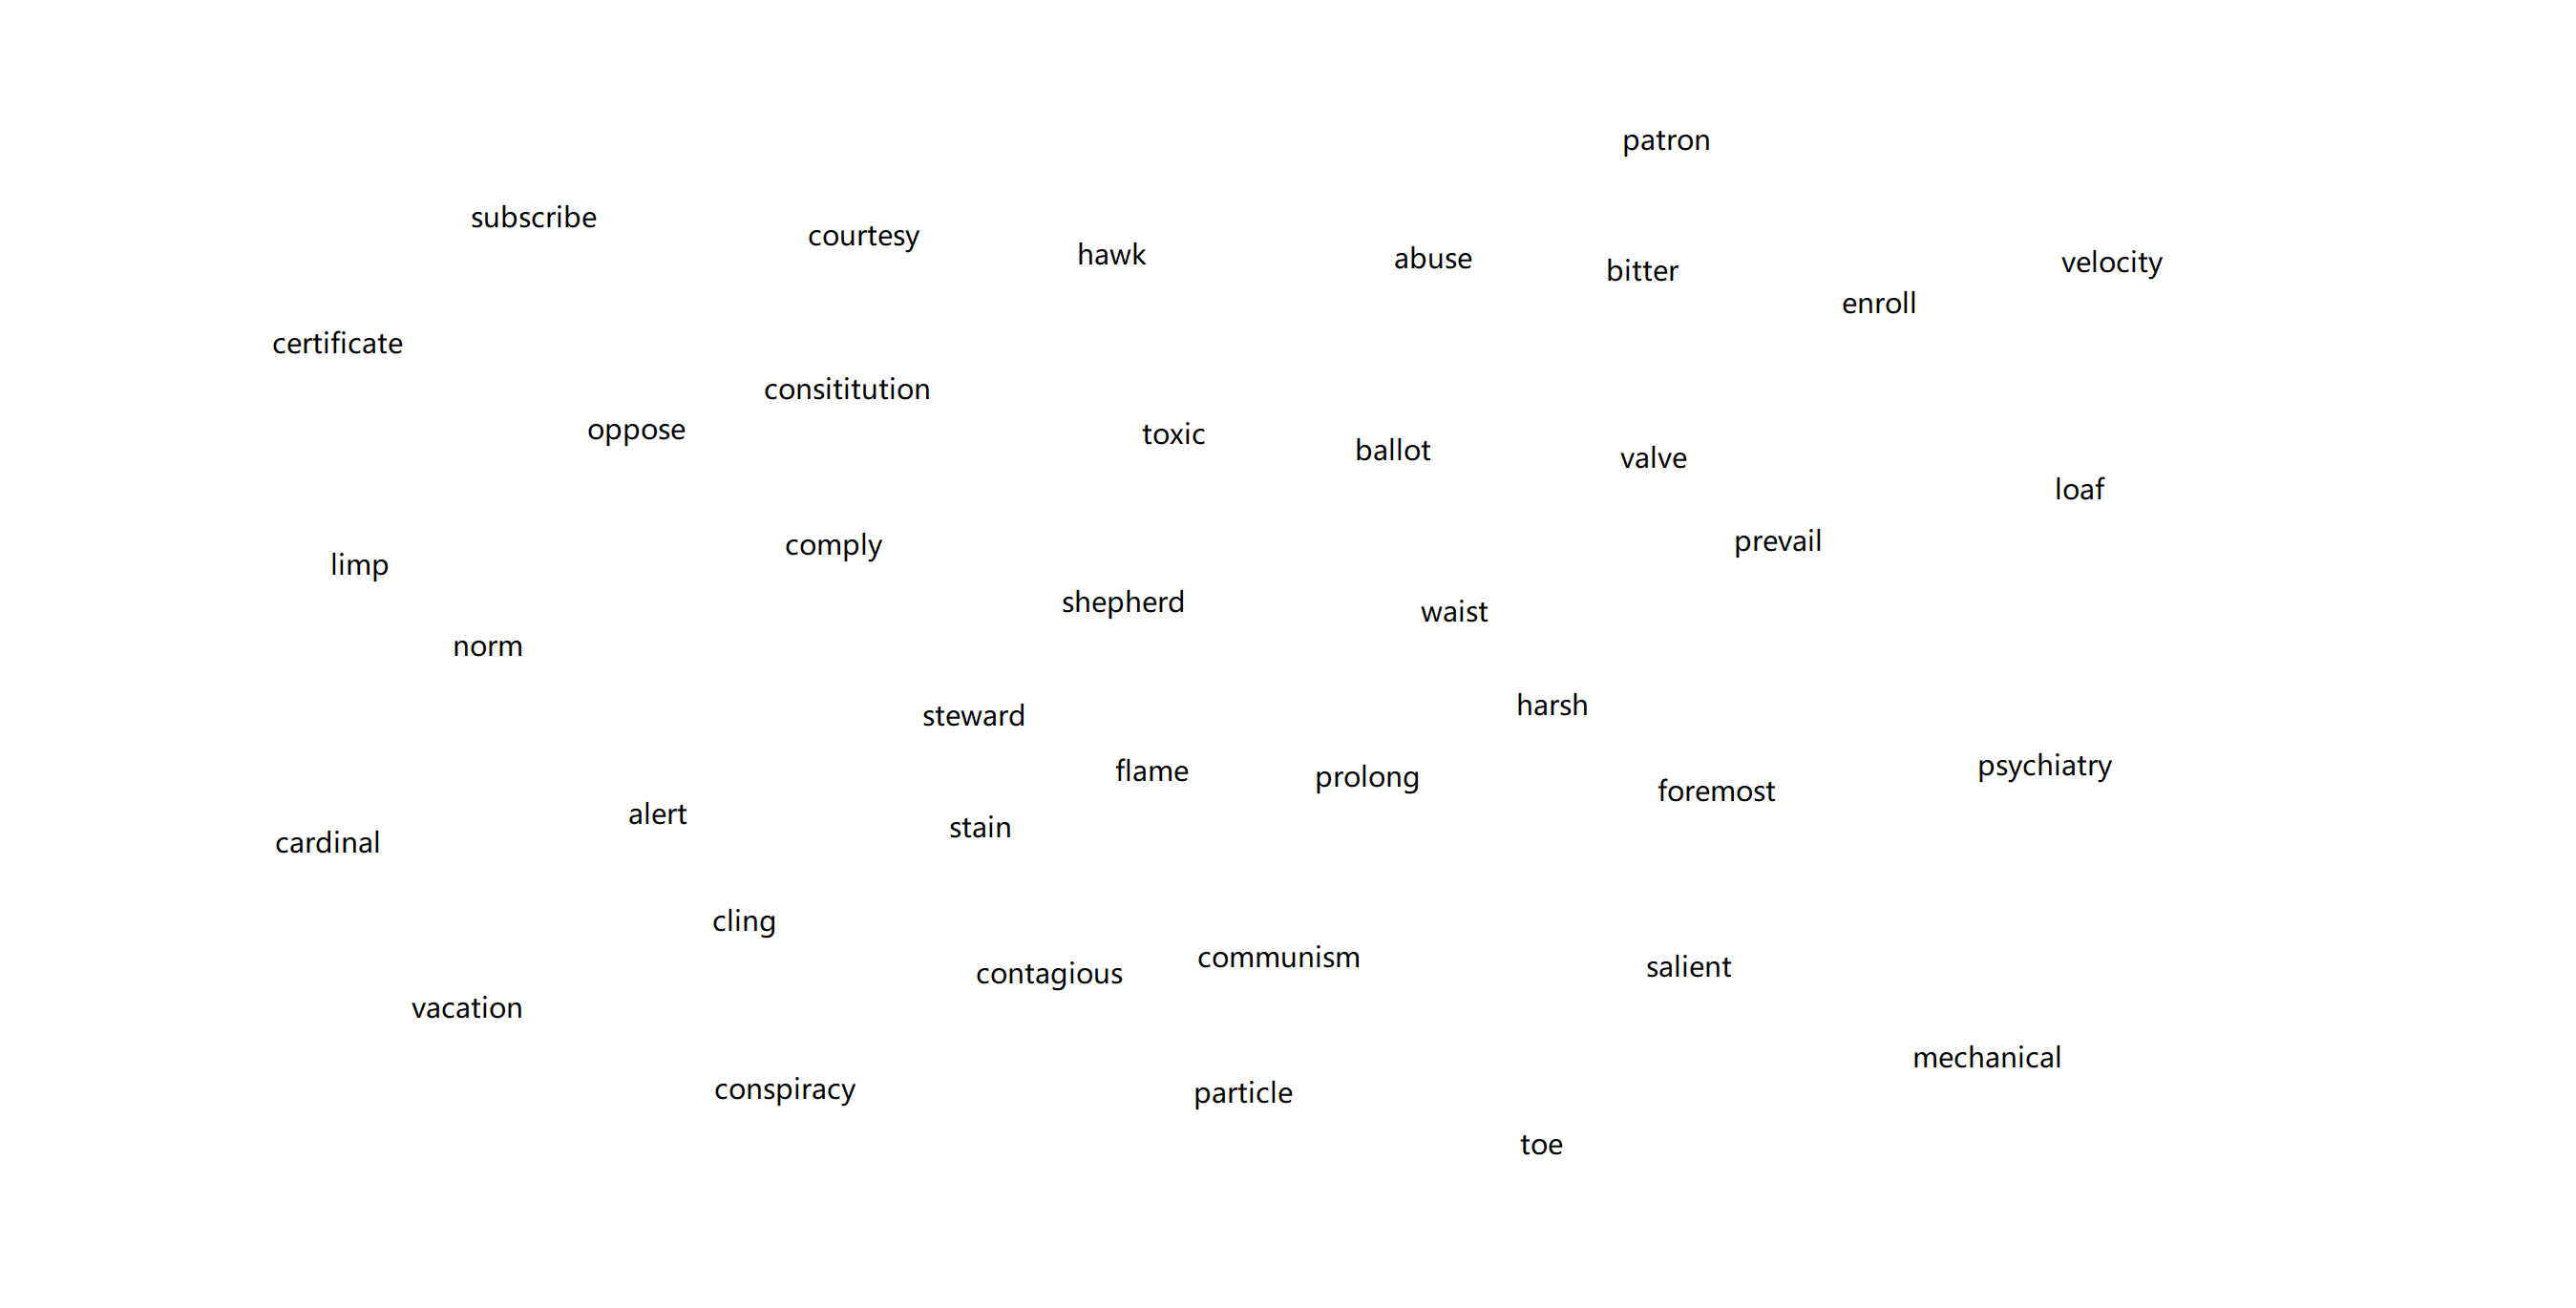 patron
subscribe
courtesy
hawk
abuse
bitter
velocity
enroll
certificate
consititution
oppose
toxic
ballot
valve
loaf
prevail
comply
limp
shepherd
waist
norm
harsh
steward
psychiatry
flame
prolong
foremost
alert
stain
cardinal
cling
communism
salient
contagious
vacation
mechanical
conspiracy
particle
toe